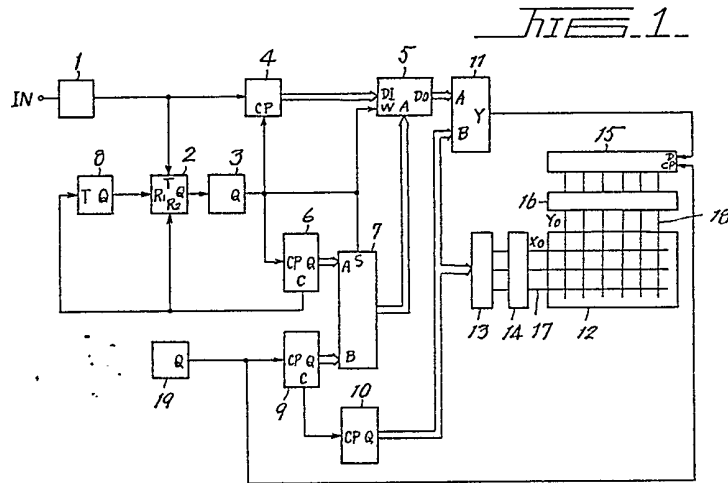 FIG. 1
1
4
5
11
IN
CP
DI
W A
DO
A
B
Y
8
2
3
T Q
T
R1
Q
R2
Q
15
D
CP
16
Y0
18
6
7
CP Q
C
A
S
X0
13
14
17
12
B
19
Q
CP Q
C
9
10
CP Q